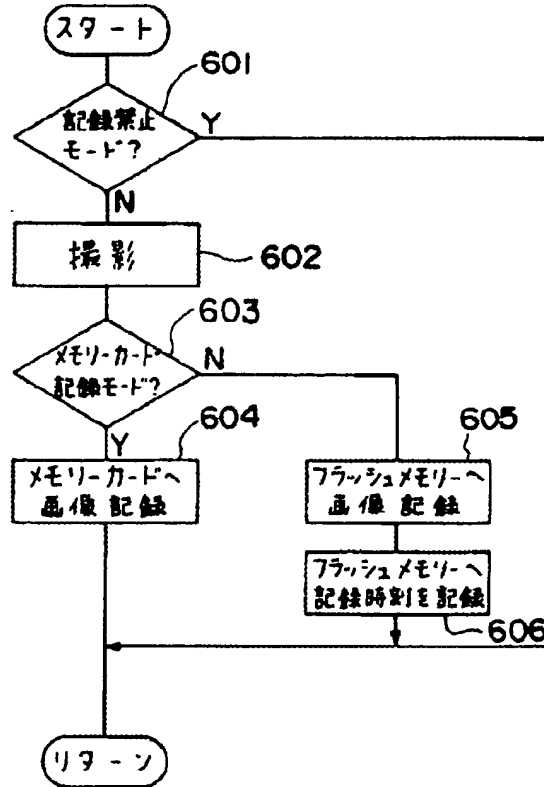 スタート
601
記録禁止
モード?
Y
N
撮影
602
603
メモリーカード
記録モード?
N
Y
604
605
メモリーカードへ
画像記録
フラッシュメモリーへ
画像記録
フラッシュメモリーへ
記録時刻を記録
606
リターン